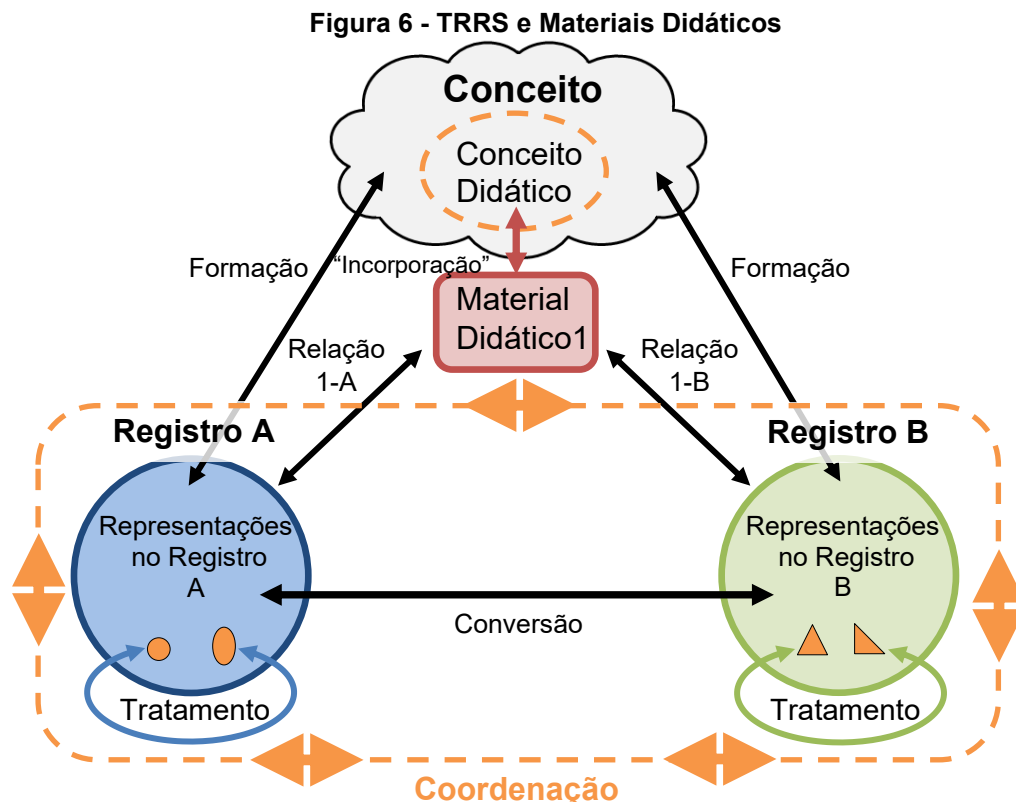 Figura 6 - TRRS e Materiais Didáticos
Conceito
Conceito
Didático
Formação
“Incorporação”
Formação
Material
Didático1
Relação
1-A
Relação
1-B
Registro A
Registro B
Representações
no Registro
A
Representações
no Registro
B
Conversão
Tratamento
Tratamento
Coordenação